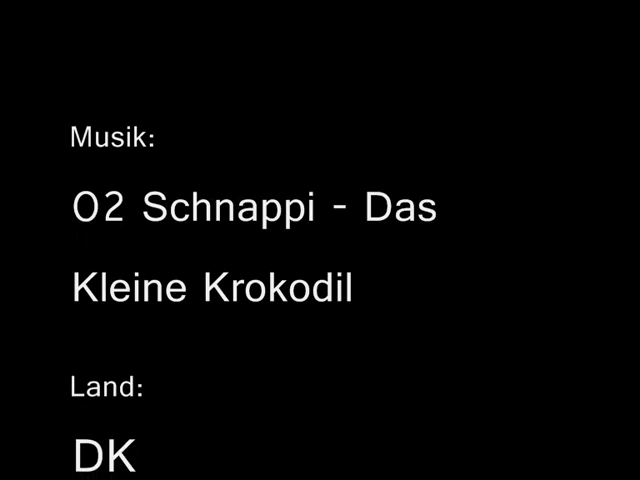 Musik:
02 Schnappi - Das
Kleine Krokodil
Land:
DK